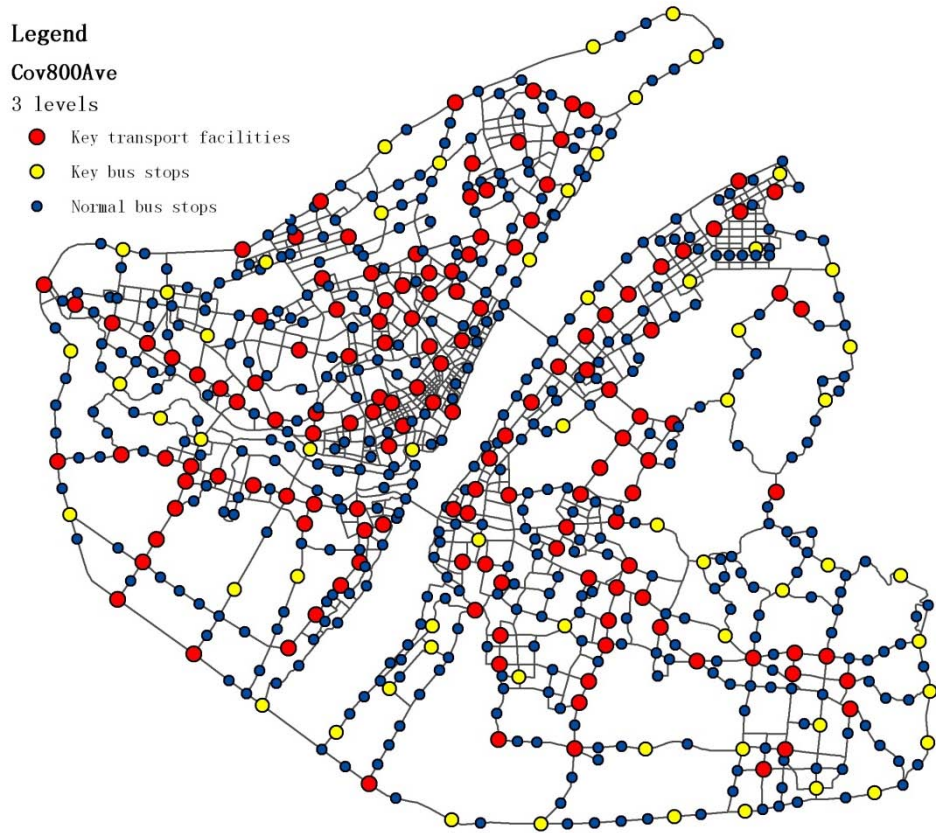 Legend
Cov800Ave
3 levels
Key transport facilities
Key bus stops
Normal bus stops